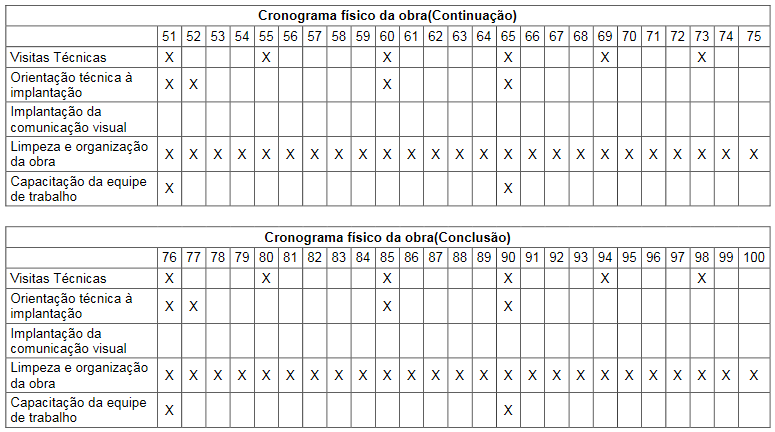 Cronograma físico da obra(Continuação)
51 52 53 54 55 56 57 58 59 60 61 62 63 64 65 66 67 68 69 70 71 72 73 74 75
Visitas Técnicas X X X X X X
Orientação técnica à
implantação X X X X
Implantação da
comunicação visual
Limpeza e organização
da obra X X X X X X X X X X X X X X X X X X X X X X X X X
Capacitação da equipe
de trabalho X X
Cronograma físico da obra(Conclusão)
76 77 78 79 80 81 82 83 84 85 86 87 88 89 90 91 92 93 94 95 96 97 98 99 100
Visitas Técnicas X X X X X X
Orientação técnica à
implantação X X X X
Implantação da
comunicação visual
Limpeza e organização
da obra X X X X X X X X X X X X X X X X X X X X X X X X X
Capacitação da equipe
de trabalho X X